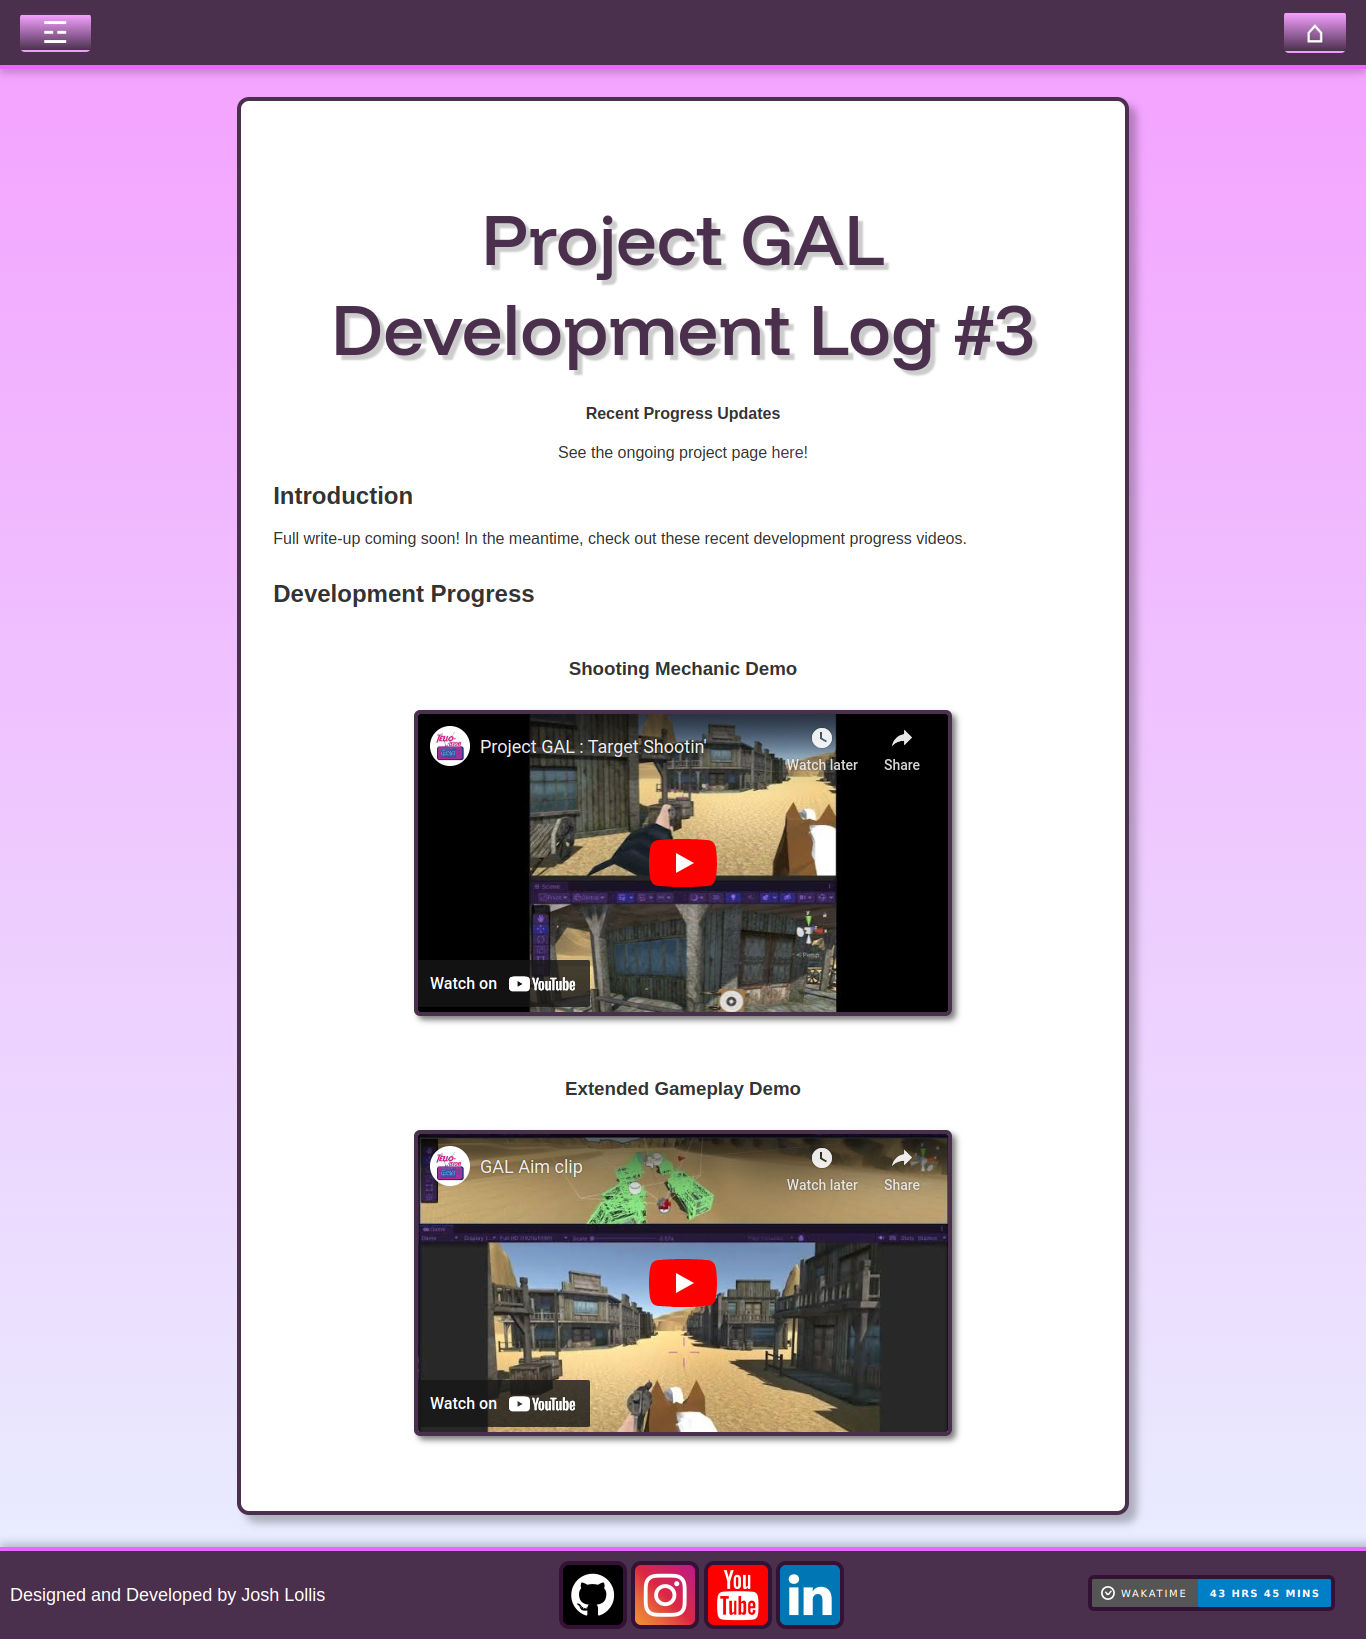 Project GAL
Development Log #3
Recent Progress Updates
See the ongoing project page here!
Introduction
Full write-up coming soon! In the meantime, check out these recent development progress videos.
Development Progress
Shooting Mechanic Demo
Project GAL : Target Shootin'
Watch later
Share
Scene
Persp
Watch on YouTube
Extended Gameplay Demo
GAL Aim clip
Watch later
Share
Game
Watch on YouTube
Designed and Developed by Josh Lollis
You
Tube
in
WAKATIME
43 HRS 45 MINS